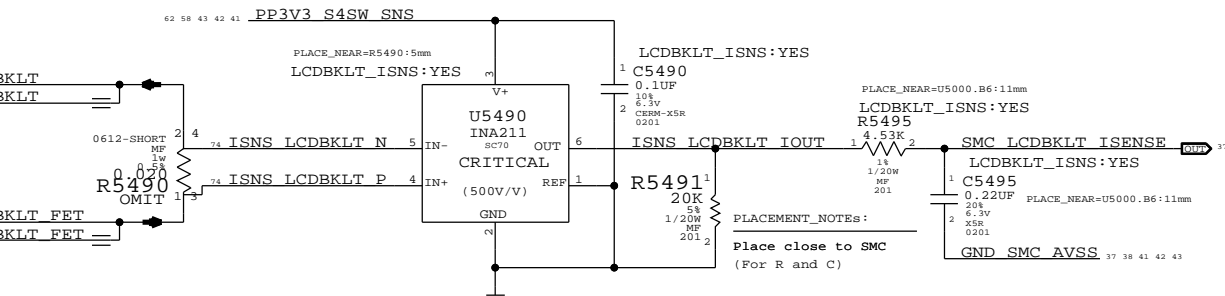 62 58 43 42 41 PP3V3_S4SW_SNS
PLACE_NEAR=R5490:5mm
LCDBKLT_ISNS:YES
LCDBKLT_ISNS:YES
1 C5490
0.1UF
10%
6.3V
CERM-X5R
0201
2
BKLT
BKLT
3
V+
U5490
INA211
SC70
CRITICAL
(500V/V)
5 IN-
4 IN+
OUT 6
REF 1
GND
2
0612-SHORT
MF
1W
0.5%
0.020
R5490
OMIT
2 4
1 3
74 ISNS_LCDBKLT_N
74 ISNS_LCDBKLT_P
BKLT_FET
BKLT_FET
ISNS_LCDBKLT_IOUT
R5491
20K
5%
1/20W
MF
201
1
2
PLACEMENT_NOTEs:
Place close to SMC
(For R and C)
PLACE_NEAR=U5000.B6:11mm
LCDBKLT_ISNS:YES
R5495
1 4.53K 2
1%
1/20W
MF
201
SMC_LCDBKLT_ISENSE
OUT 37
LCDBKLT_ISNS:YES
1 C5495
0.22UF
20%
6.3V
X5R
0201
2
PLACE_NEAR=U5000.B6:11mm
GND_SMC_AVSS 37 38 41 42 43